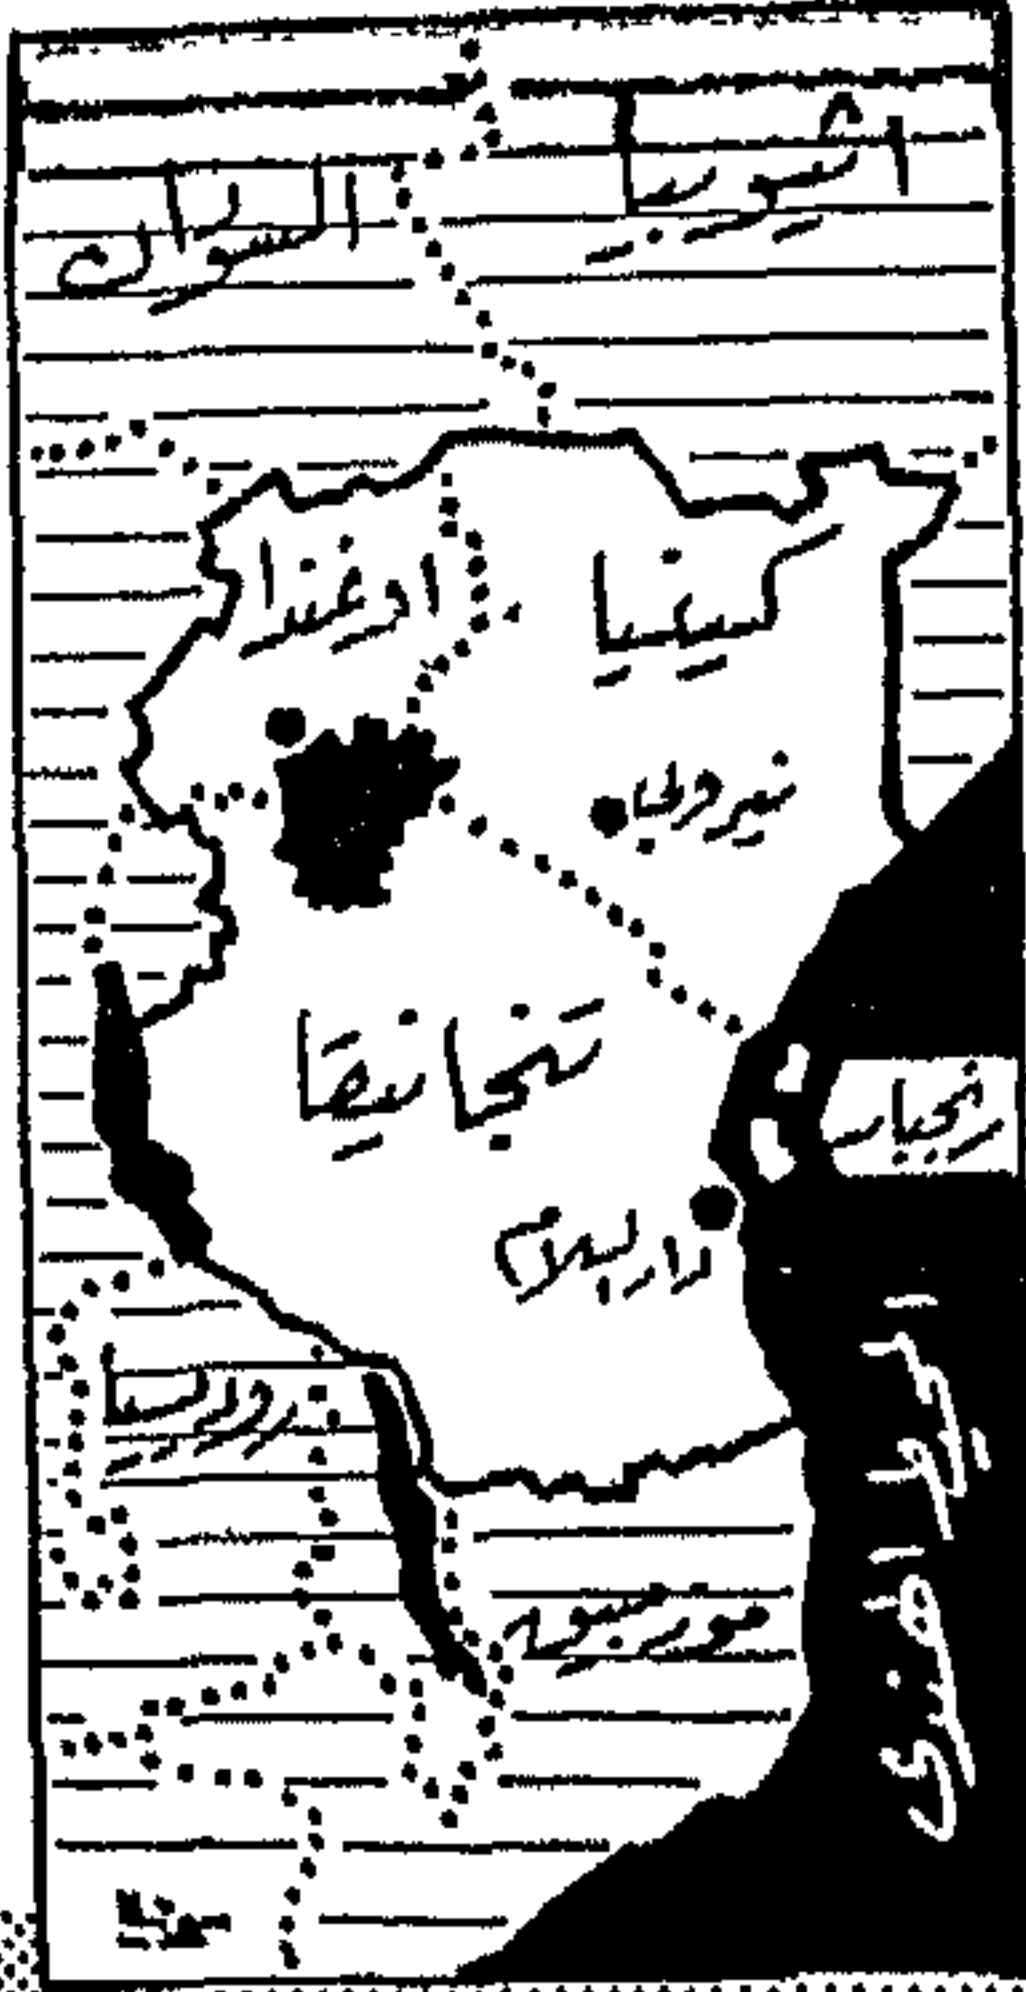 اثيوبيا
السودان
اوغندا
كينيا
نيروبي
تنجانيقا
زنجبار
دار السلام
المحيط الهندي
روديسيا
موزمبيق